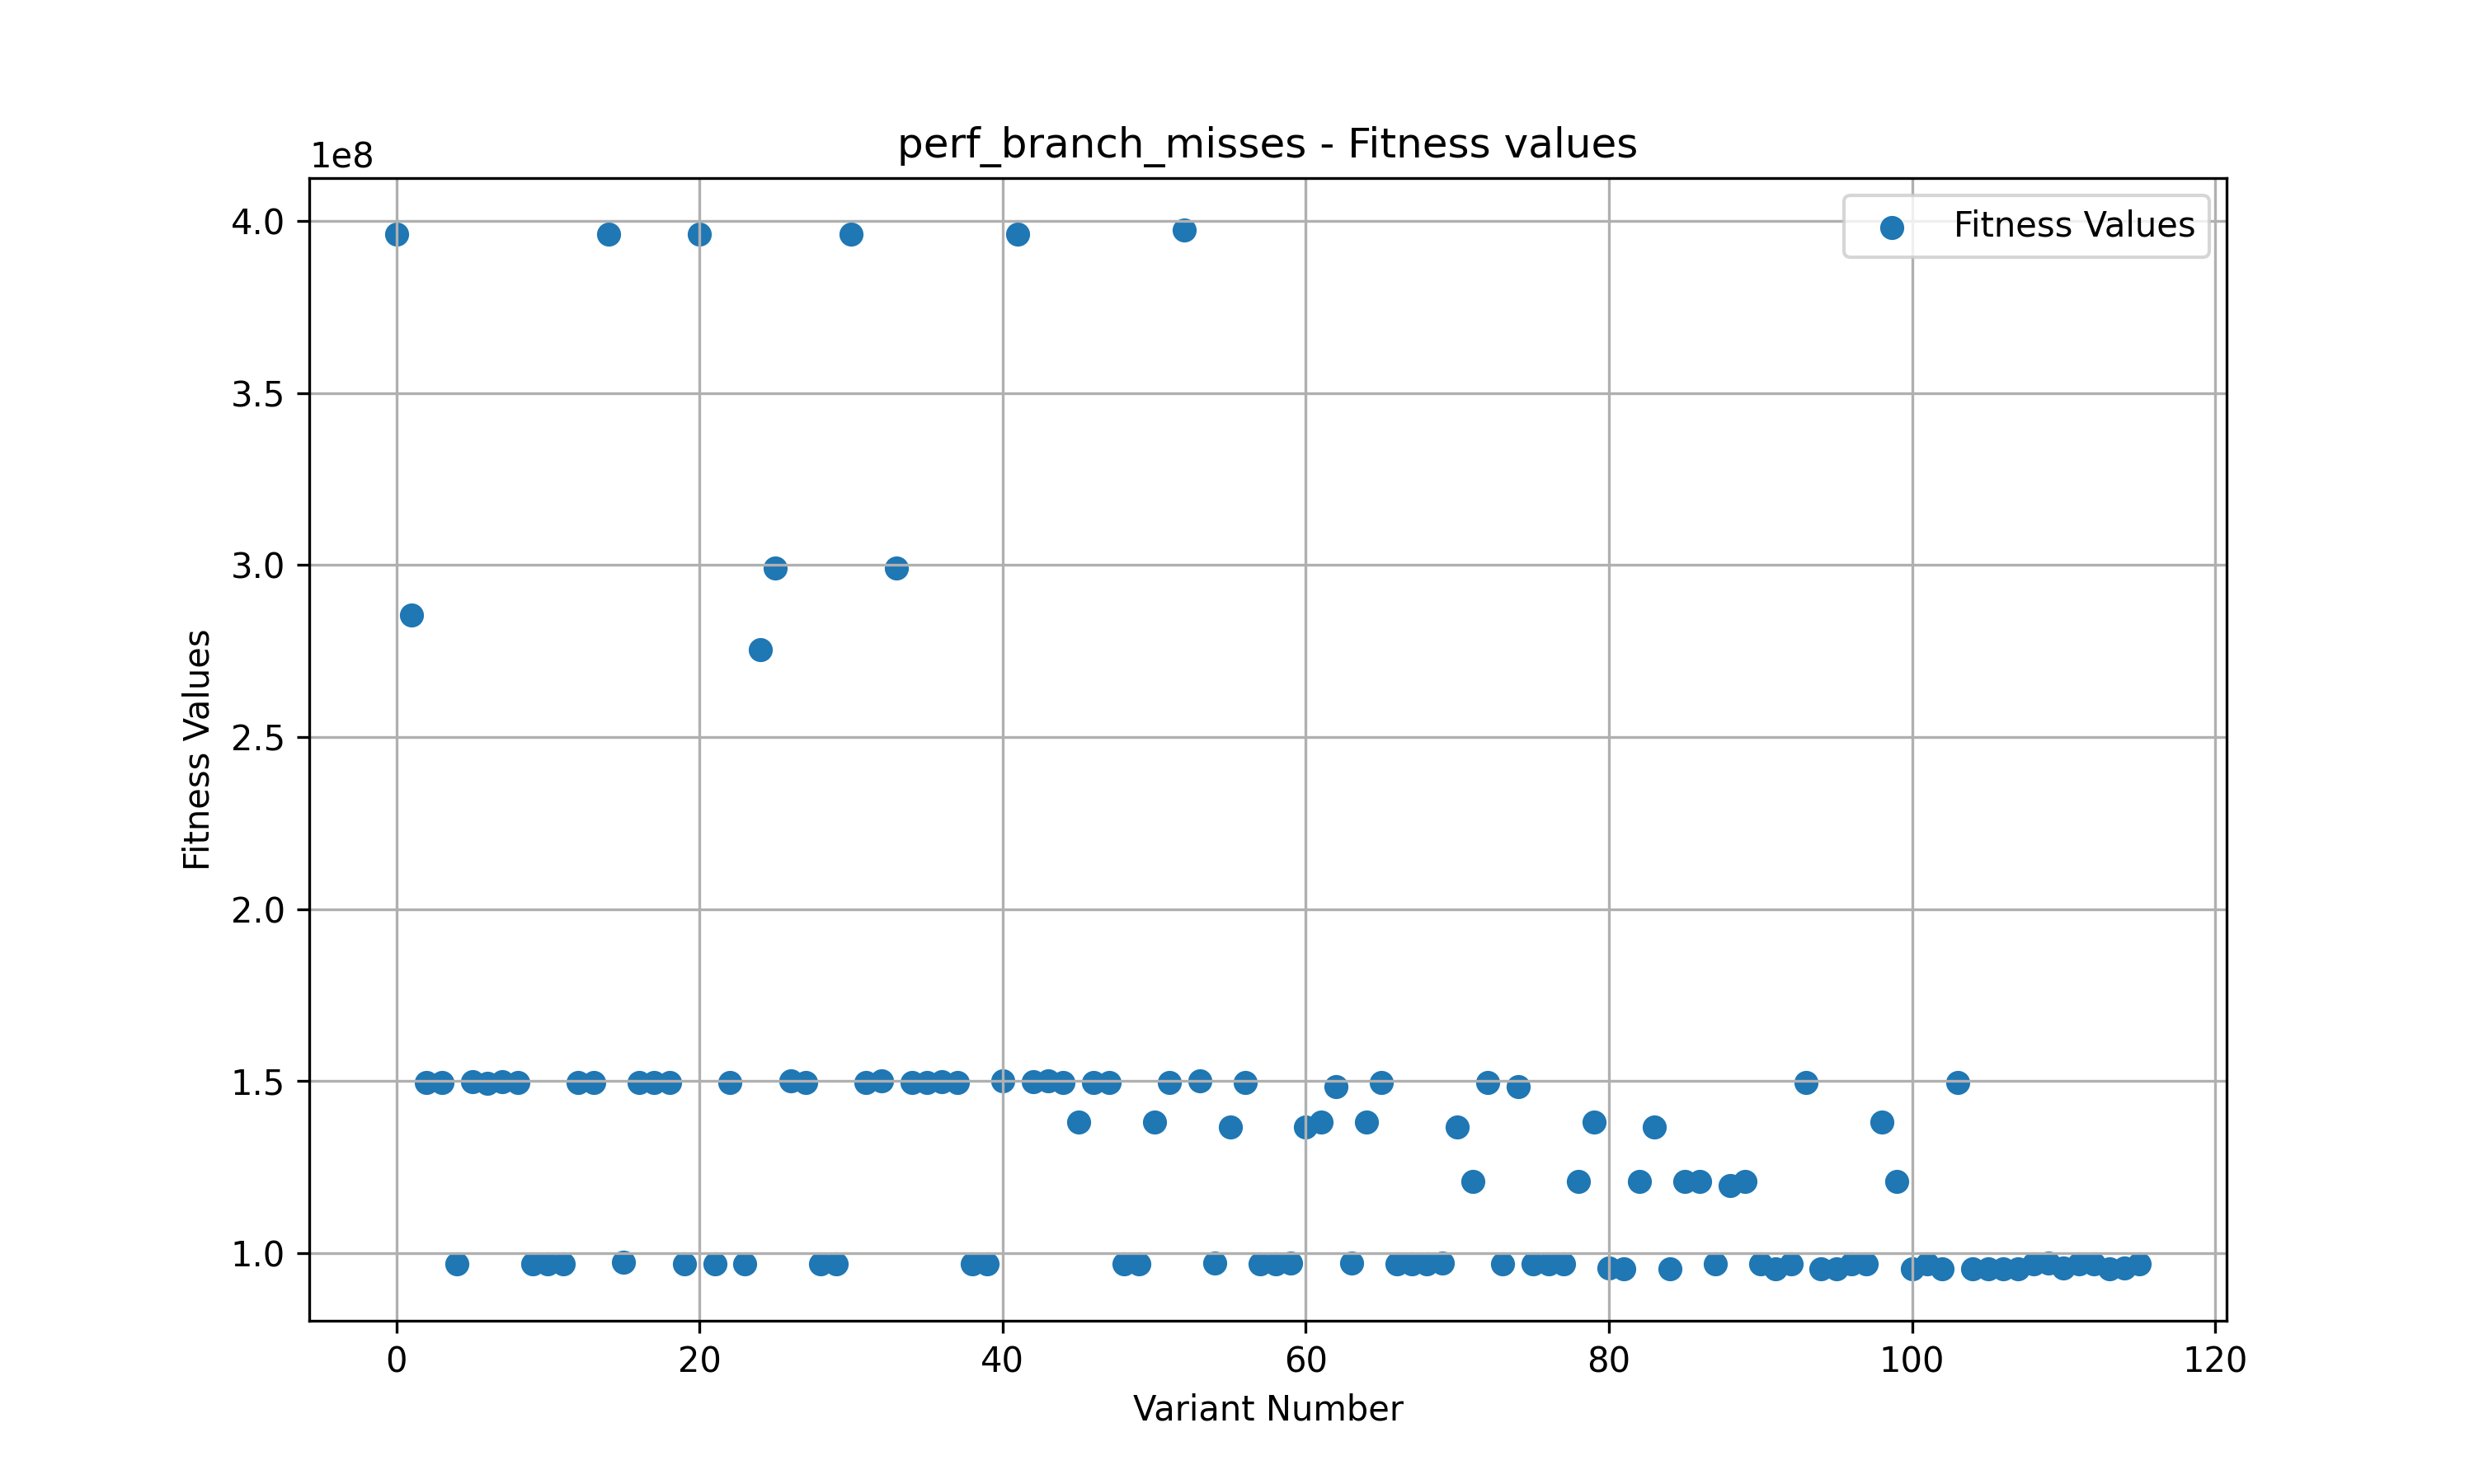 perf_branch_misses - Fitness values
1e8
Fitness Values
4.0
3.5
3.0
2.5
2.0
1.5
1.0
Fitness Values
0 20 40 60 80 100 120
Variant Number